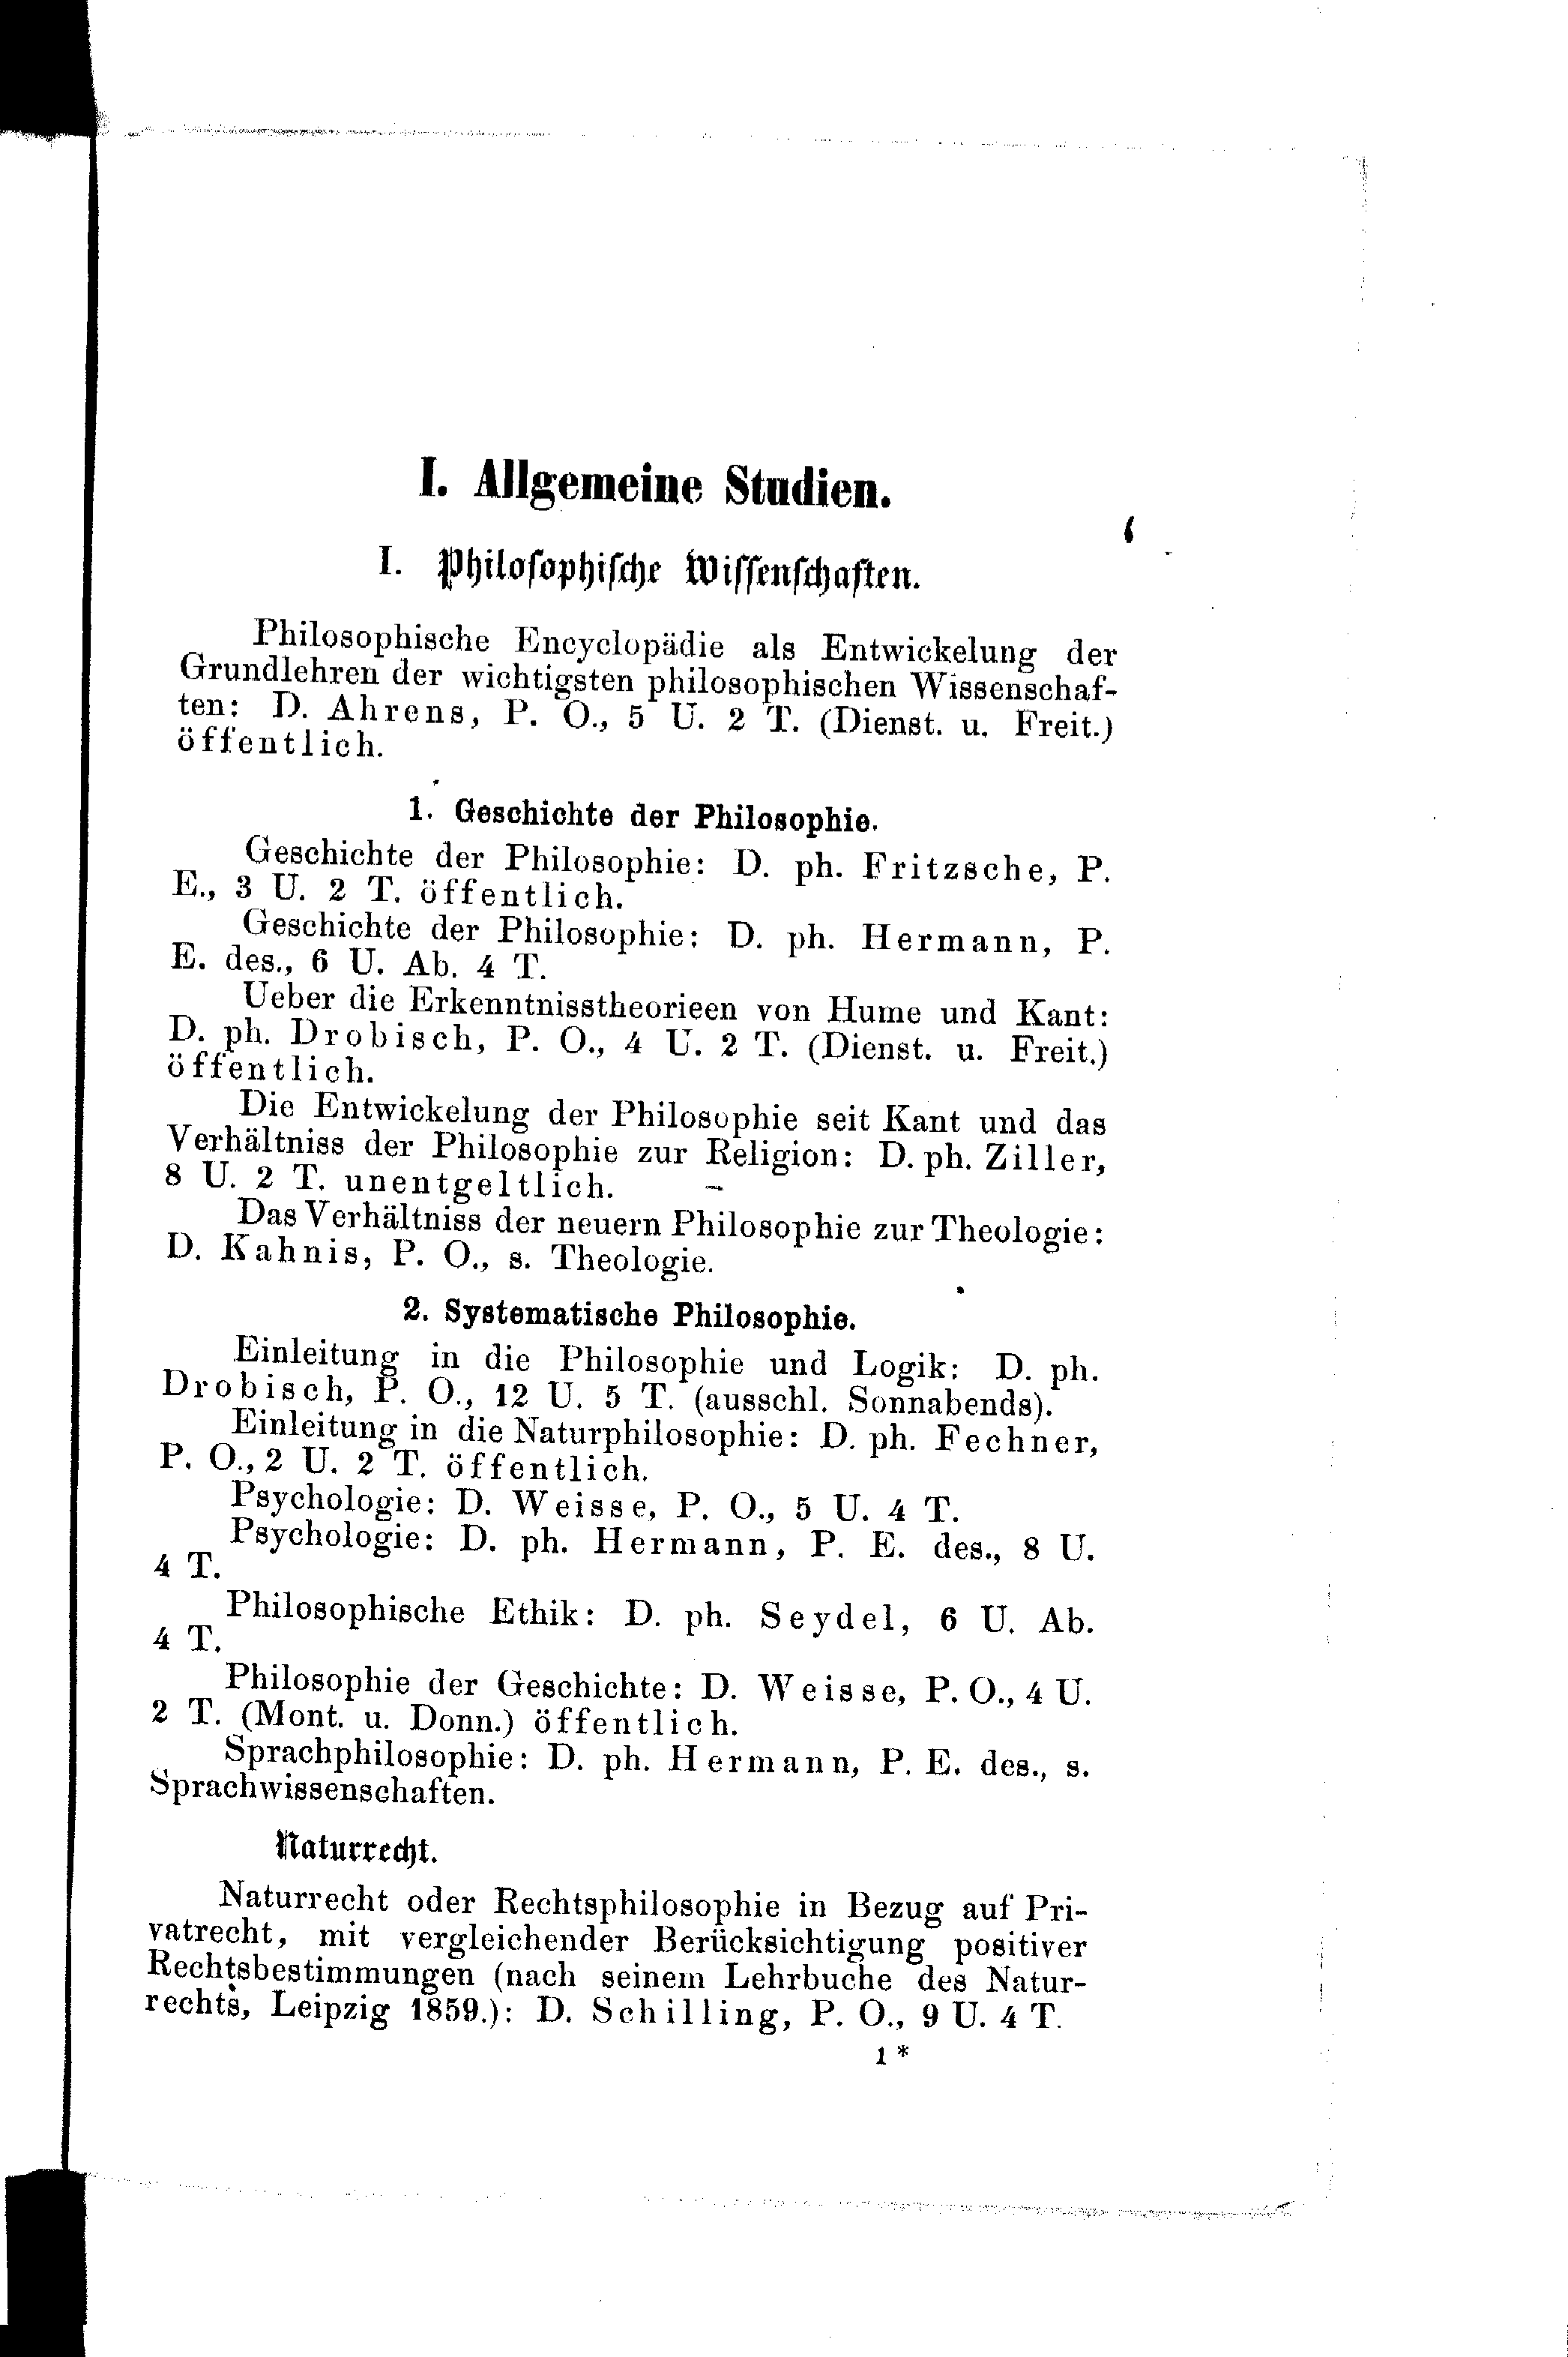 I. Allgemeine Studien.
I. Philosophische Wissenschaften.
Philosophische Encyclopädie als Entwickelung der
Grundlehren der wichtigsten philosophischen Wissenschaf-
ten: D. Ahrens, P. O., 5 U. 2 T. (Dienst. u. Freit.)
öffentlich.
1. Geschichte der Philosophie.
Geschichte der Philosophie: D. ph. Fritzsche, P.
E., 3 U. 2 T. öffentlich.
Geschichte der Philosophie: D. ph. Hermann, P.
E. des., 6 U. Ab. 4 T.
Ueber die Erkenntnisstheorieen von Hume und Kant:
D. ph. Drobisch, P. O., 4 U. 2 T. (Dienst. u. Freit.)
öffentlich.
Die Entwickelung der Philosophie seit Kant und das
Verhältniss der Philosophie zur Religion: D. ph. Ziller,
8 U. 2 T. unentgeltlich.
Das Verhältniss der neuern Philosophie zur Theologie:
D. Kahnis, P. O., s. Theologie.
2. Systematische Philosophie.
Einleitung in die Philosophie und Logik: D. ph.
Drobisch, P. O., 12 U. 5 T. (ausschl. Sonnabends).
Einleitung in die Naturphilosophie: D. ph. Fechner,
P. O., 2 U. 2 T. öffentlich.
Psychologie: D. Weisse, P. O., 5 U. 4 T.
Psychologie: D. ph. Hermann, P. E. des., 8 U.
4 T.
Philosophische Ethik: D. ph. Seydel, 6 U. Ab.
4 T.
Philosophie der Geschichte: D. Weisse, P. O., 4 U.
2 T. (Mont. u. Donn.) öffentlich.
Sprachphilosophie: D. ph. Hermann, P. E. des., s.
Sprachwissenschaften.
Naturrecht.
Naturrecht oder Rechtsphilosophie in Bezug auf Pri-
vatrecht, mit vergleichender Berücksichtigung positiver
Rechtsbestimmungen (nach seinem Lehrbuche des Natur-
rechts, Leipzig 1859.): D. Schilling, P. O., 9 U. 4 T.
1 *